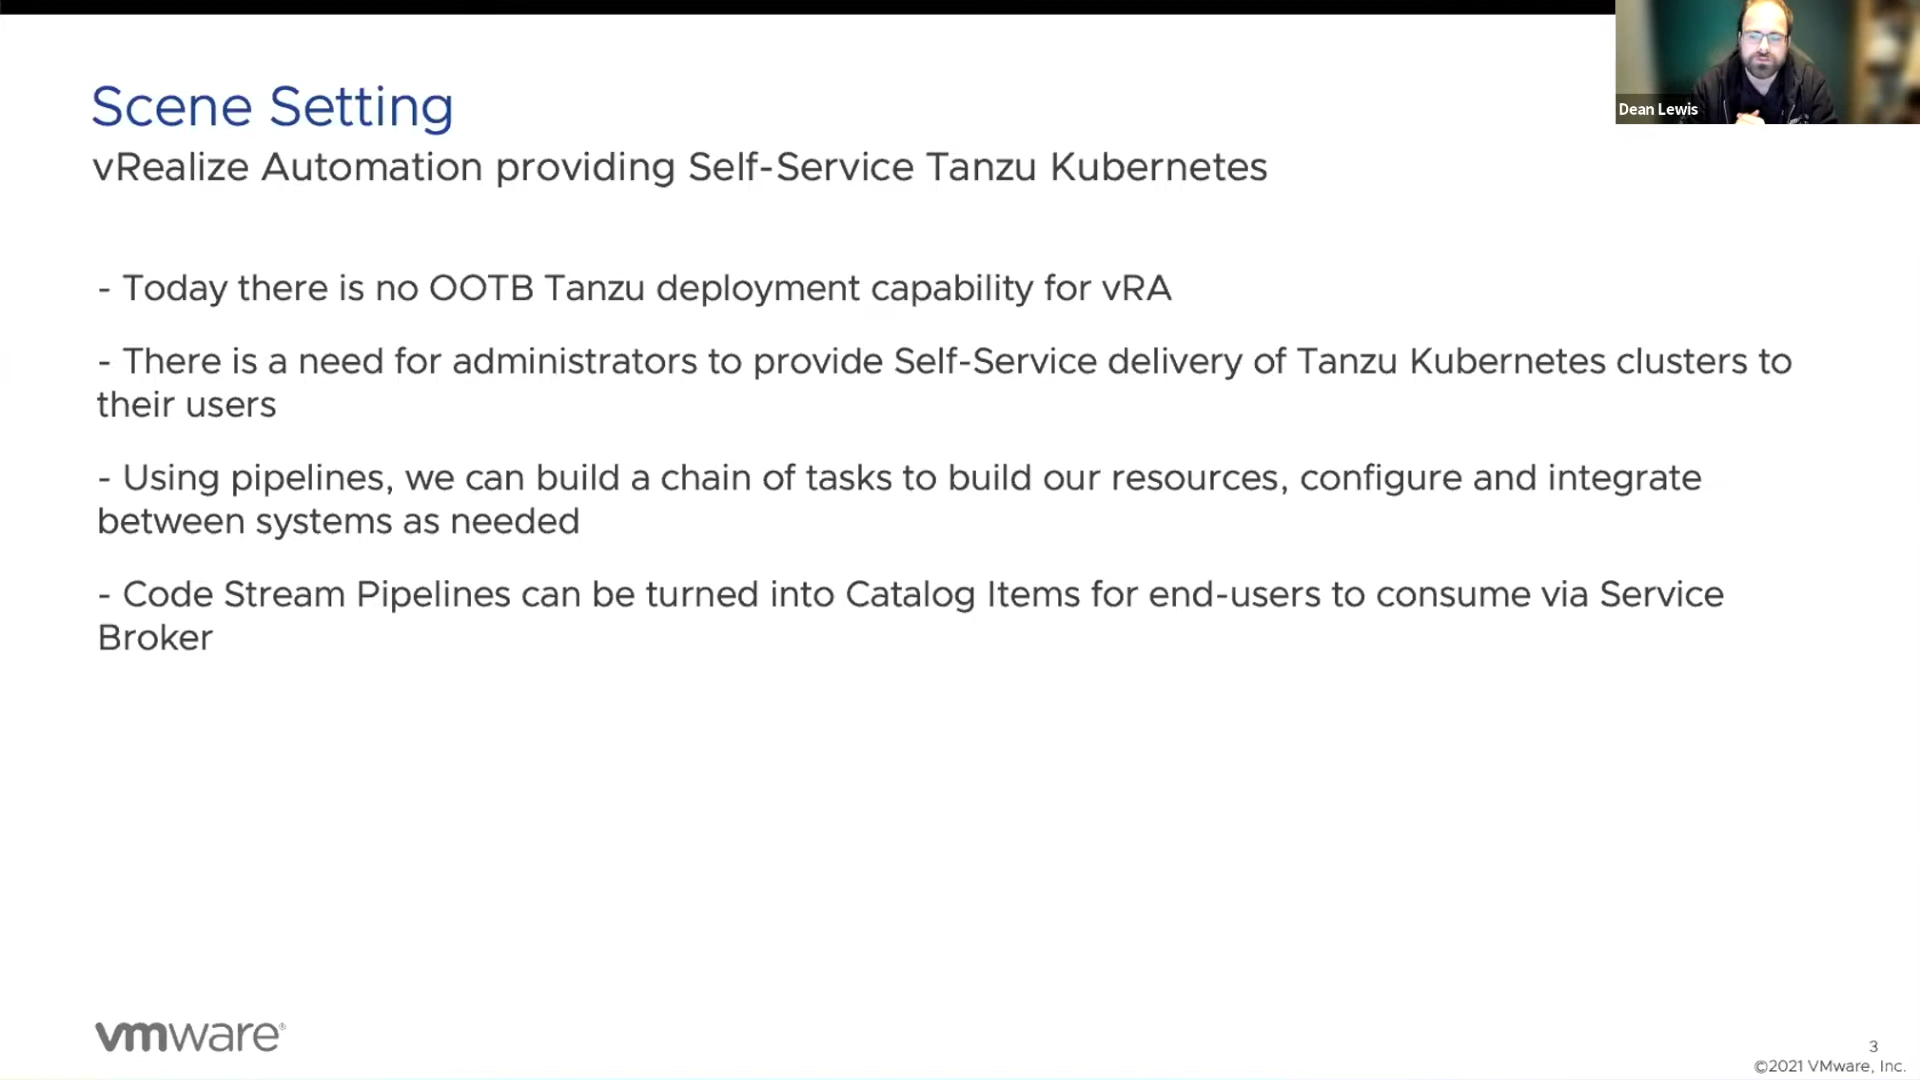 Scene Setting
vRealize Automation providing Self-Service Tanzu Kubernetes
Dean Lewis
- Today there is no OOTB Tanzu deployment capability for vRA
- There is a need for administrators to provide Self-Service delivery of Tanzu Kubernetes clusters to
their users
- Using pipelines, we can build a chain of tasks to build our resources, configure and integrate
between systems as needed
- Code Stream Pipelines can be turned into Catalog Items for end-users to consume via Service
Broker
vmware®
3
©2021 VMware, Inc.